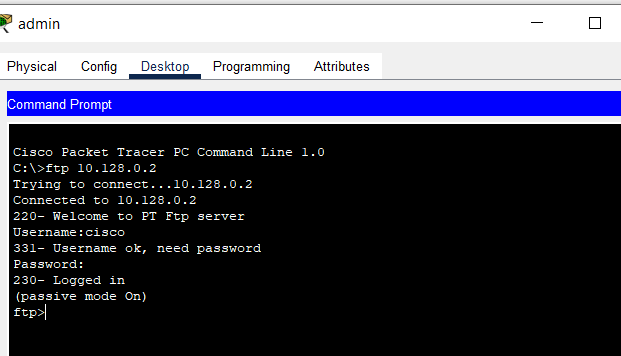 admin
Physical Config Desktop Programming Attributes
Command Prompt
Cisco Packet Tracer PC Command Line 1.0
C:\>ftp 10.128.0.2
Trying to connect...10.128.0.2
Connected to 10.128.0.2
220- Welcome to PT Ftp server
Username:cisco
331- Username ok, need password
Password:
230- Logged in
(passive mode On)
ftp>